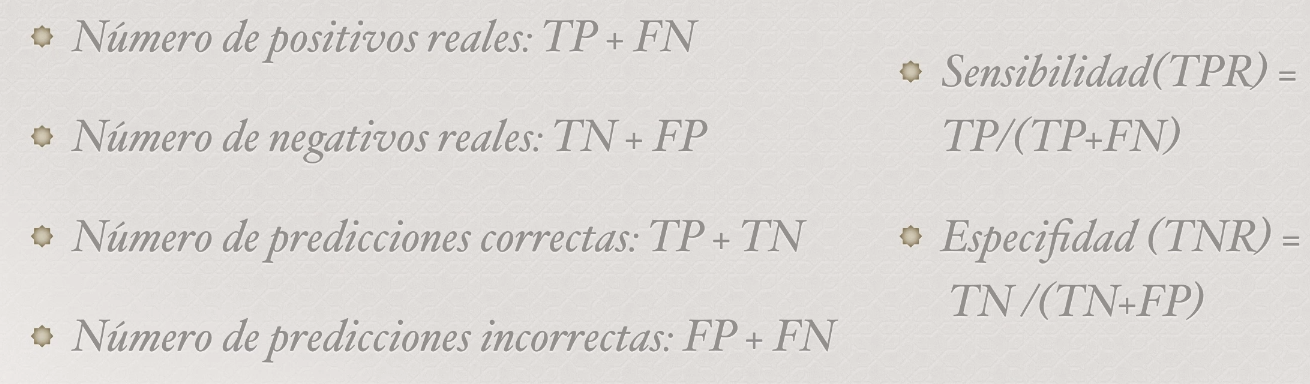 Número de positivos reales: TP + FN
Número de negativos reales: TN + FP
Número de predicciones correctas: TP + TN
Número de predicciones incorrectas: FP + FN
Sensibilidad(TPR) =
TP/(TP+FN)
Especifidad (TNR) =
TN /(TN+FP)